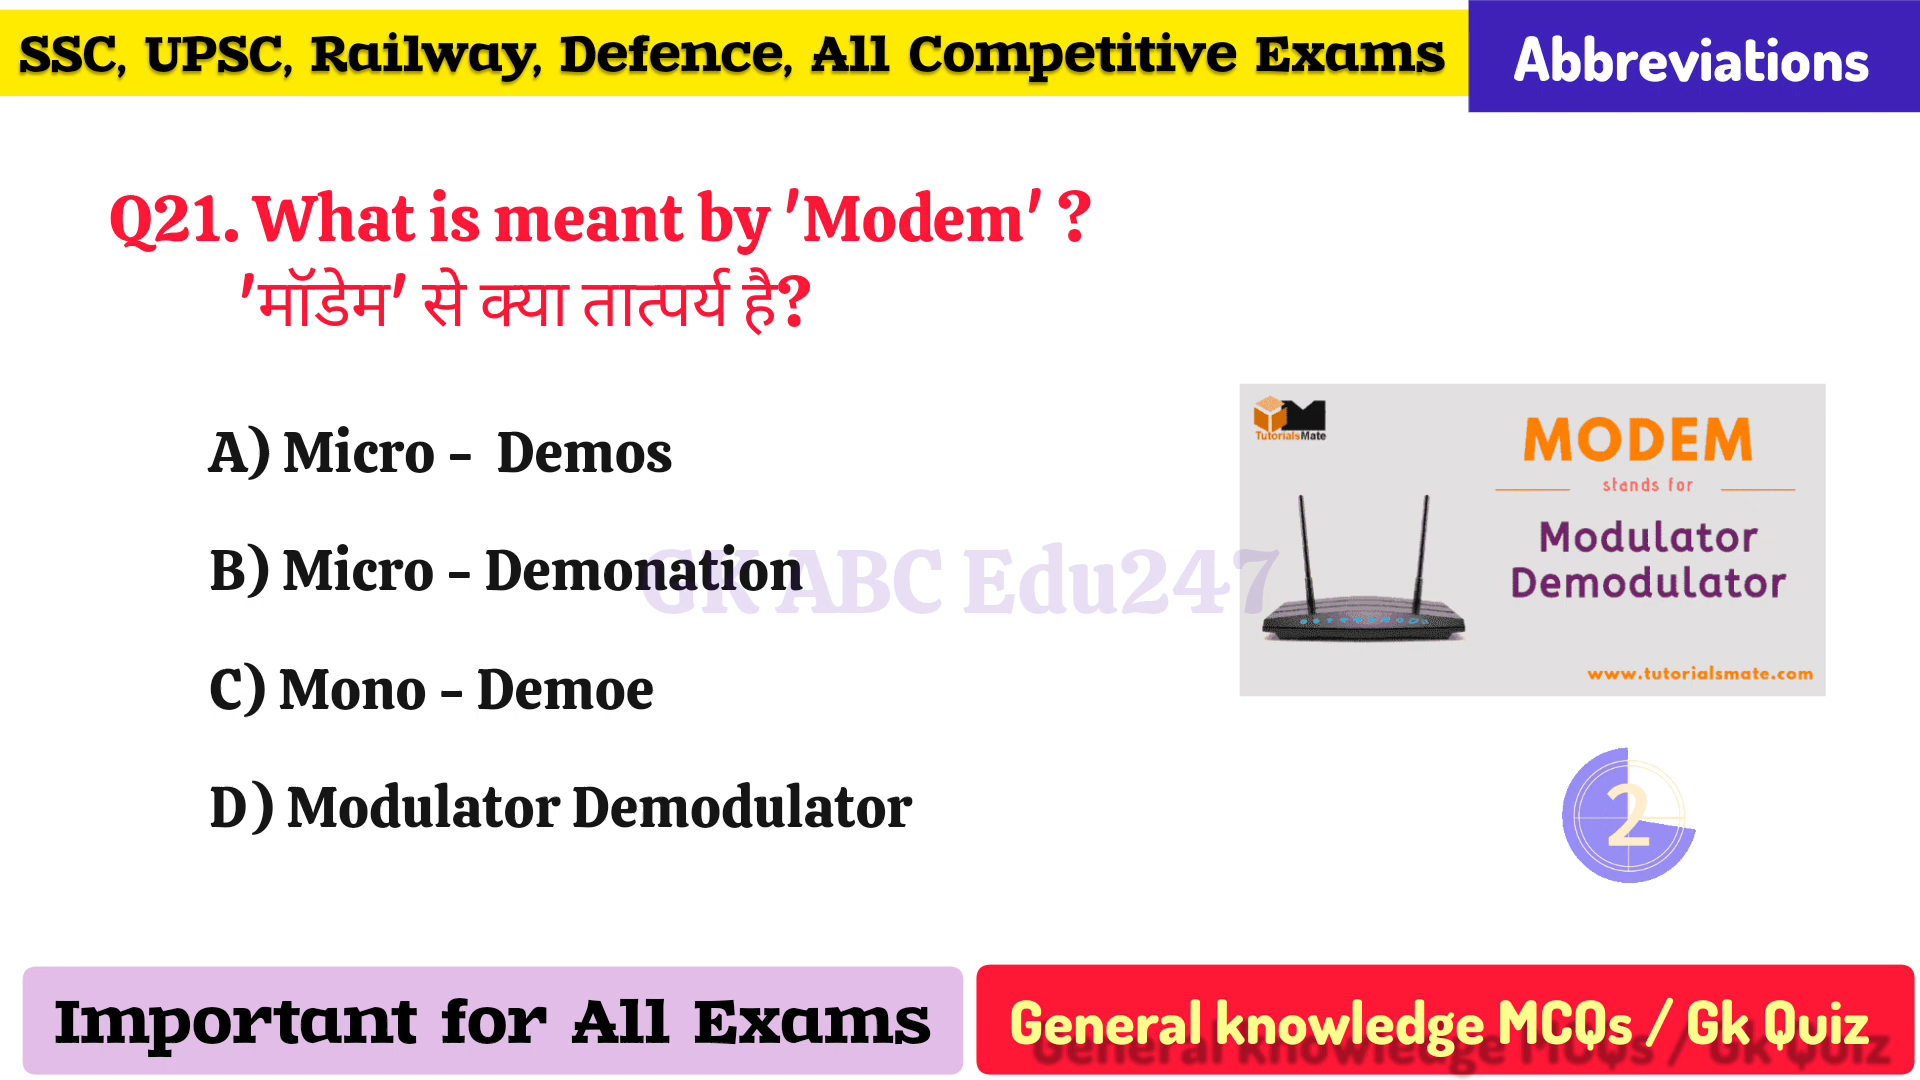 SSC, UPSC, Railway, Defence, All Competitive Exams
Abbreviations
Q21. What is meant by 'Modem' ?
'मॉडेम' से क्या तात्पर्य है?
A) Micro - Demos
B) Micro - Demonation
C) Mono - Demoe
D) Modulator Demodulator
GK ABC Edu247
TutorialsMate
MODEM
stands for
Modulator
Demodulator
www.tutorialsmate.com
2
Important for All Exams
General knowledge MCQs / Gk Quiz